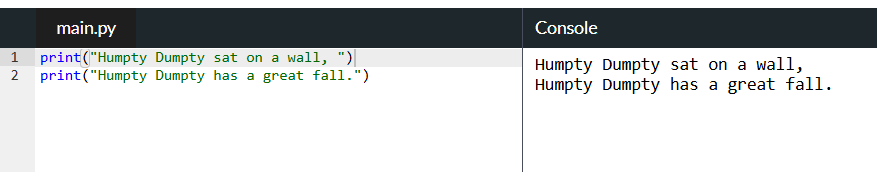 main.py
1 print("Humpty Dumpty sat on a wall, ")
2 print("Humpty Dumpty has a great fall.")
Console
Humpty Dumpty sat on a wall,
Humpty Dumpty has a great fall.